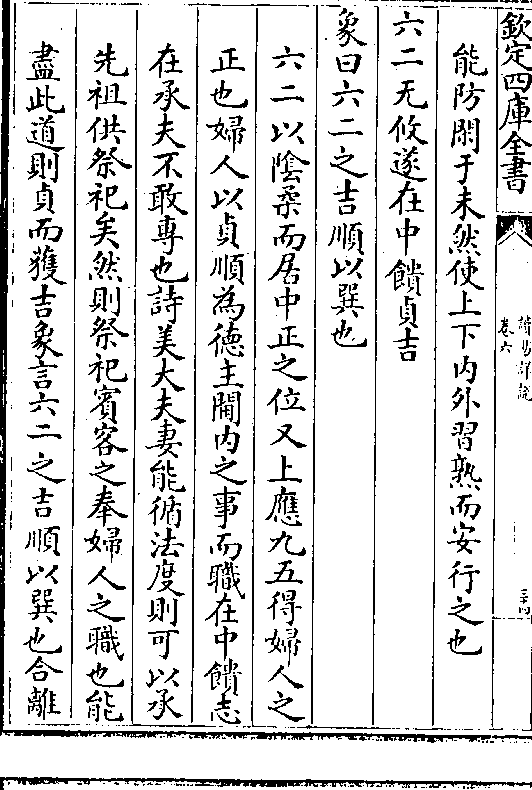 欽定四庫全書
讀易詳說
卷六
三十四
能防閑于未然使上下内外習熟而安行之也
六二无攸遂在中饋貞吉
象曰六二之吉順以巽也
六二以陰柔而居中正之位又上應九五得婦人之
正也婦人以貞順為徳主閫内之事而職在中饋志
在承夫不敢專也詩美大夫妻能循法度則可以承
先祖供祭祀矣然則祭祀賓客之奉婦人之職也能
盡此道則貞而獲吉象言六二之吉順以巽也合離